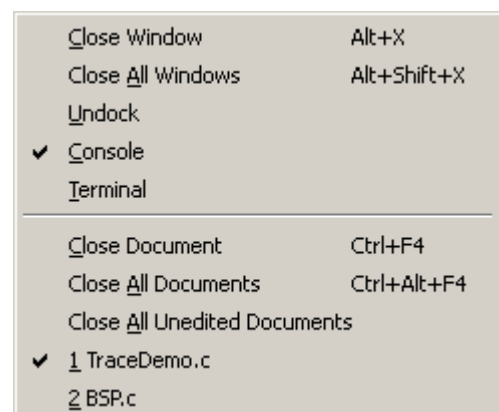 Close Window Alt+X
Close All Windows Alt+Shift+X
Undock
Console
Terminal
Close Document Ctrl+F4
Close All Documents Ctrl+Alt+F4
Close All Unedited Documents
1 TraceDemo.c
2 BSP.c